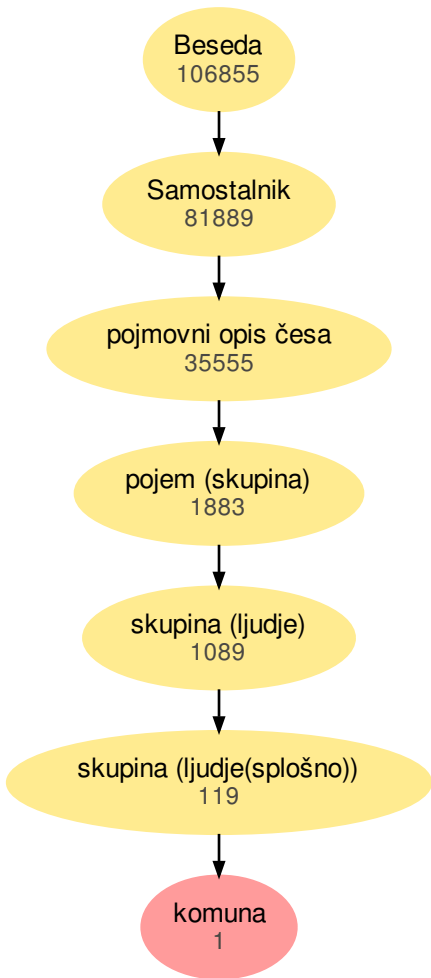 Beseda
106855
Samostalnik
81889
pojmovni opis česa
35555
pojem (skupina)
1883
skupina (ljudje)
1089
skupina (ljudje(splošno))
119
komuna
1